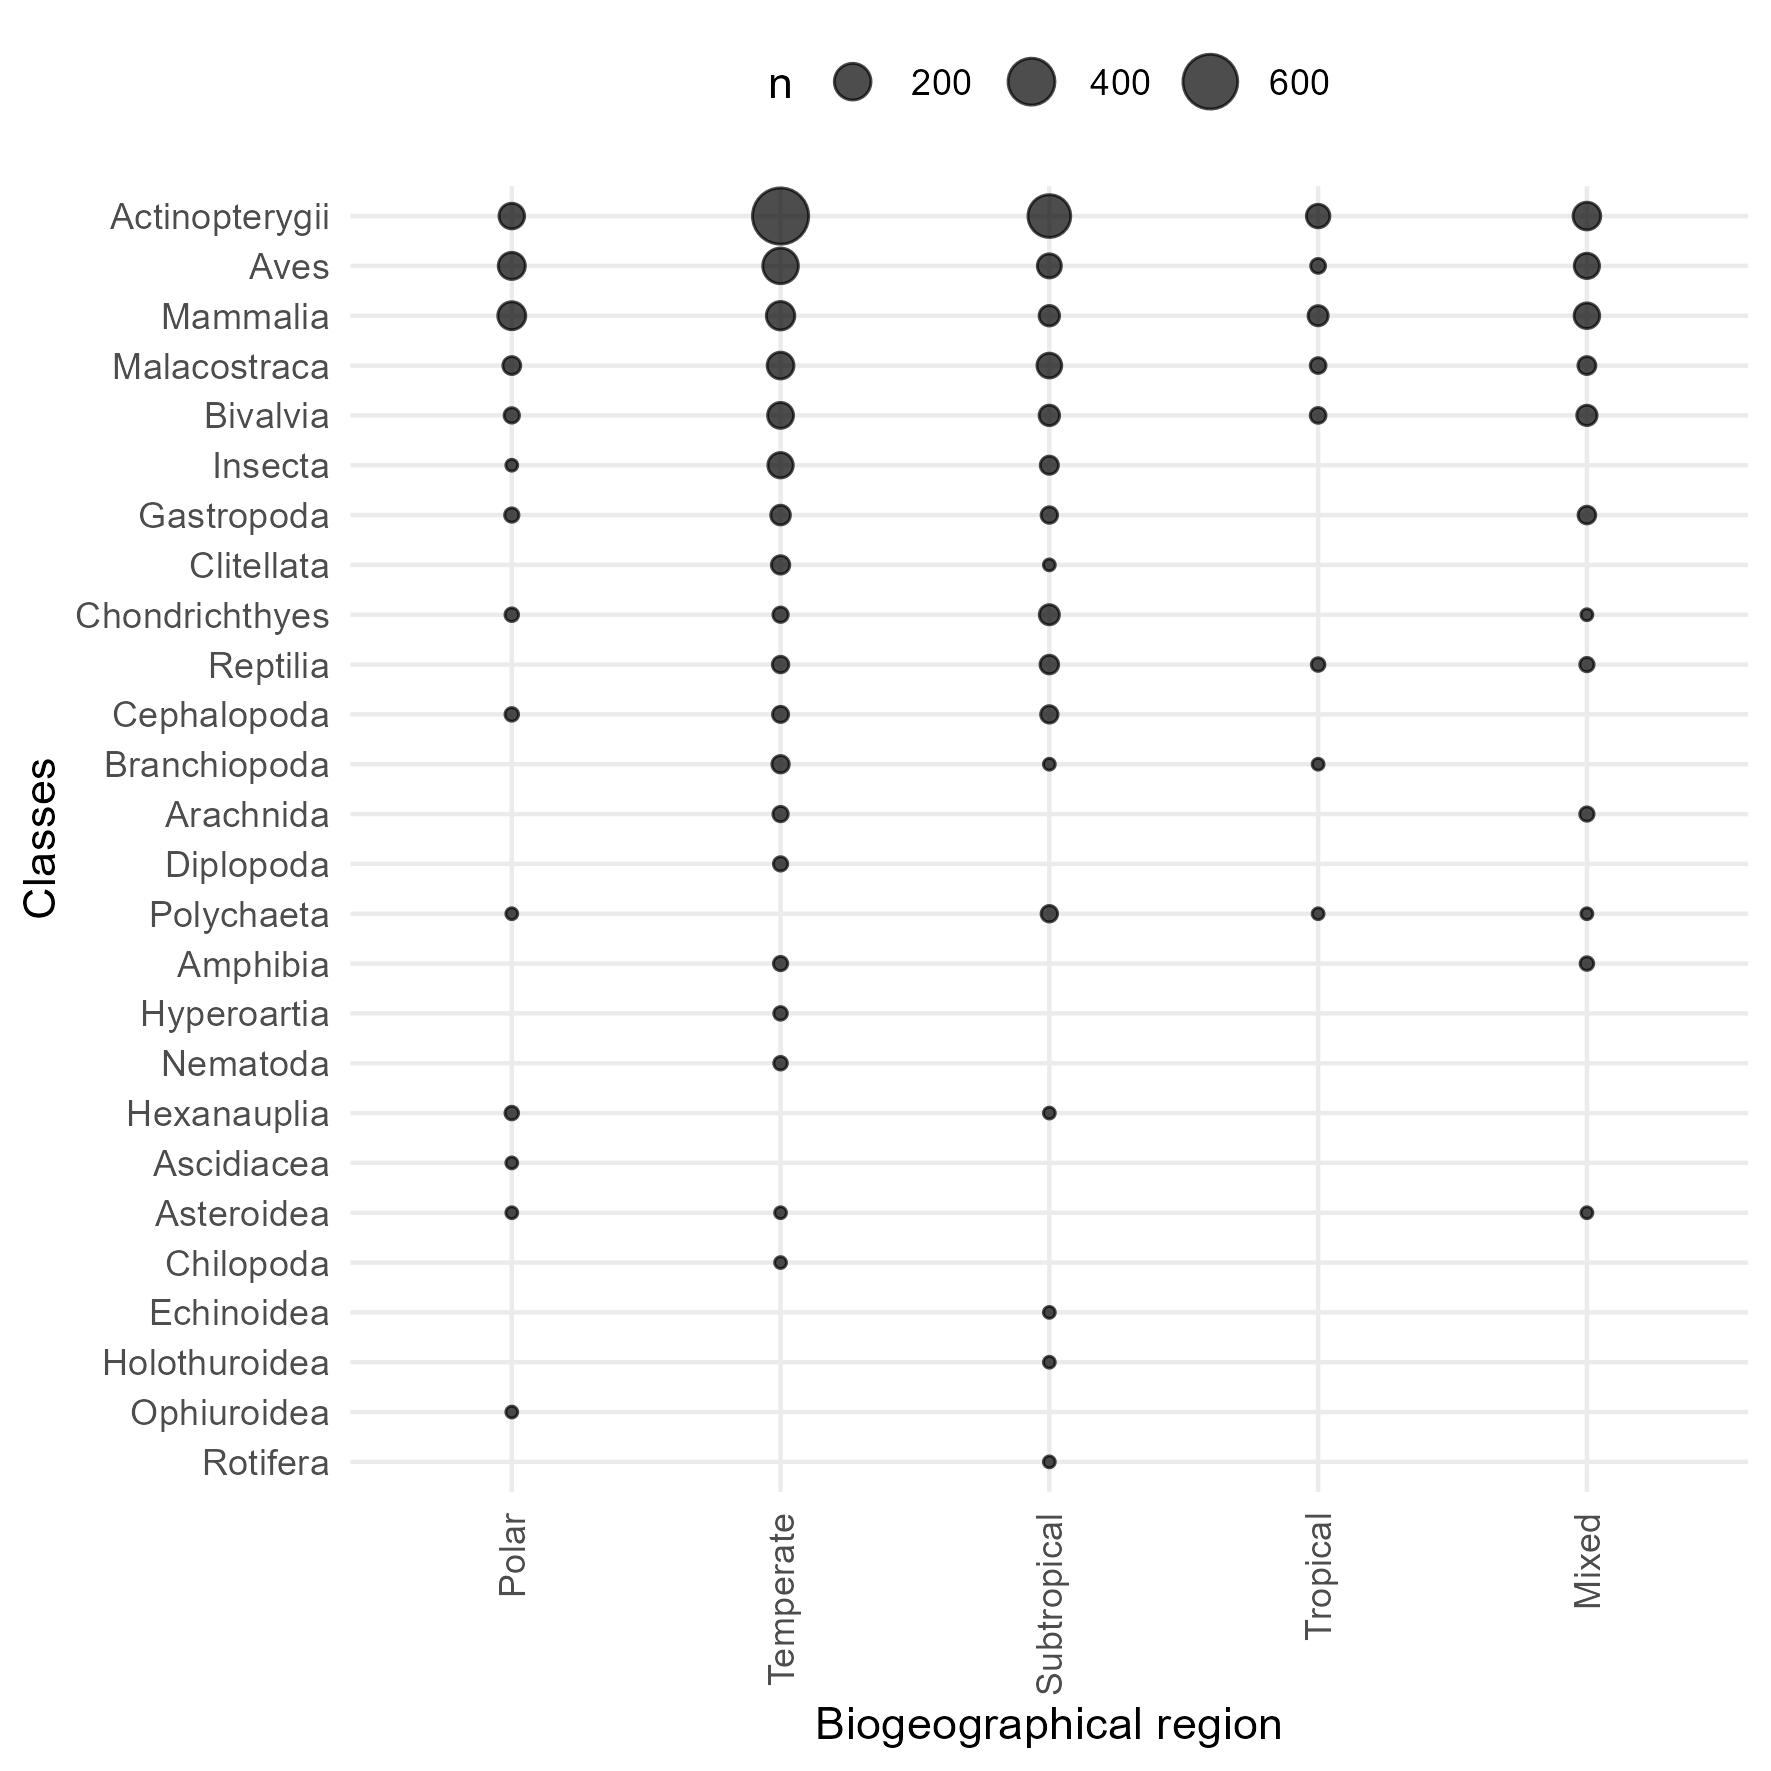 n 200 400 600
Actinopterygii
Aves
Mammalia
Malacostraca
Bivalvia
Insecta
Gastropoda
Clitellata
Chondrichthyes
Reptilia
Cephalopoda
Branchiopoda
Arachnida
Diplopoda
Polychaeta
Amphibia
Hyperoartia
Nematoda
Hexanauplia
Ascidiacea
Asteroidea
Chilopoda
Echinoidea
Holothuroidea
Ophiuroidea
Rotifera
Classes
Polar
Temperate
Subtropical
Tropical
Mixed
Biogeographical region